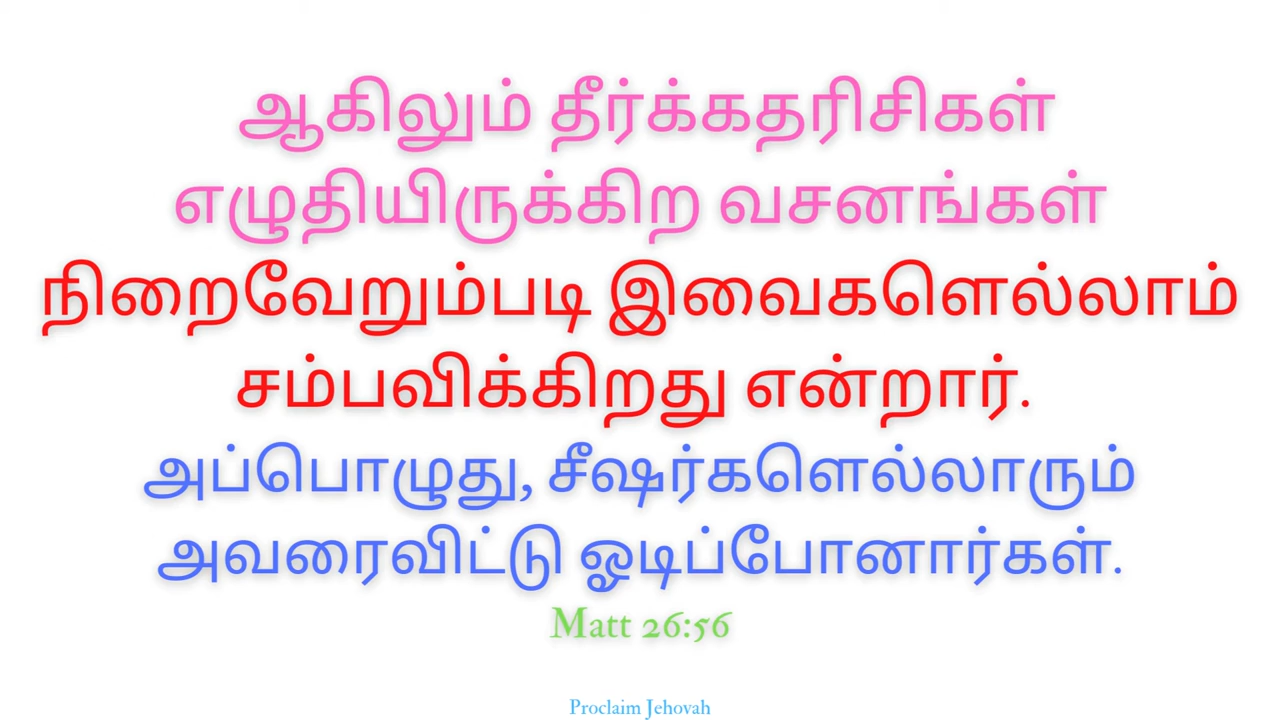 ஆகிலும் தீர்க்கதரிசிகள்
எழுதியிருக்கிற வசனங்கள்
நிறைவேறும்படி இவைகளெல்லாம்
சம்பவிக்கிறது என்றார்.
அப்பொழுது, சீஷர்களெல்லாரும்
அவரைவிட்டு ஓடிப்போனார்கள்.
Matt 26:56
Proclaim Jehovah